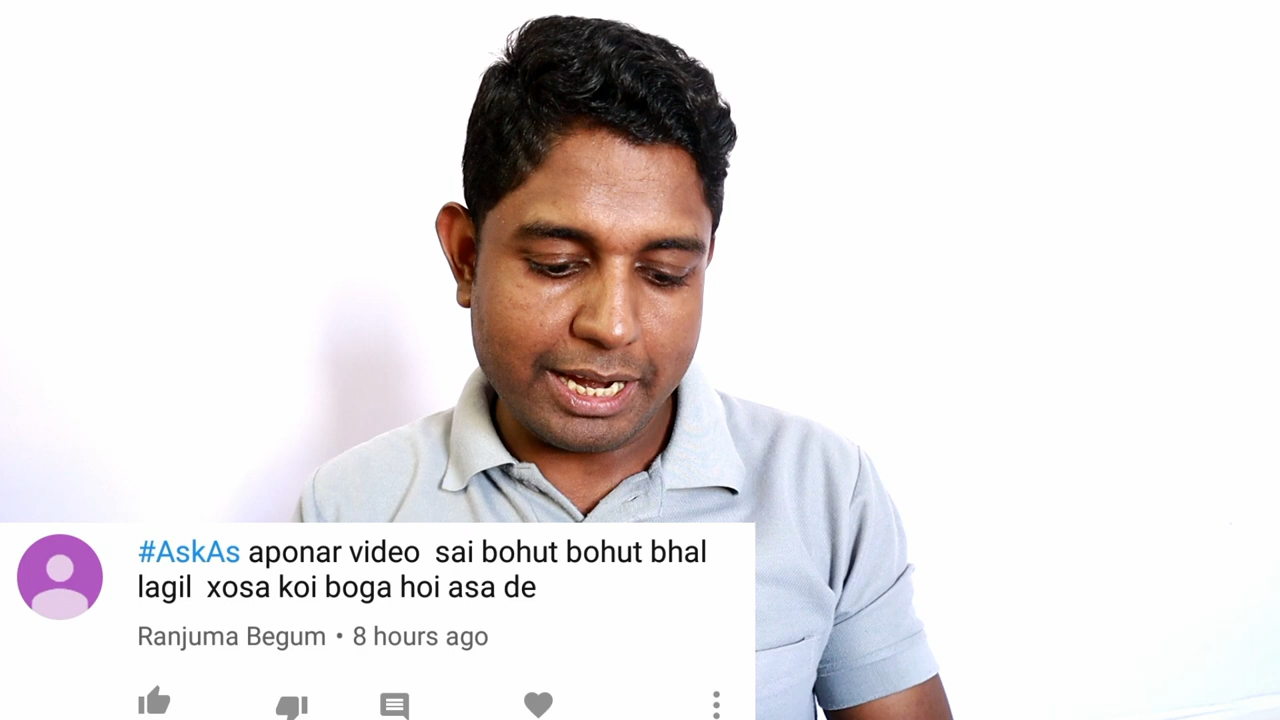 #AskAs aponar video sai bohut bohut bhal
lagil xosa koi boga hoi asa de
Ranjuma Begum • 8 hours ago